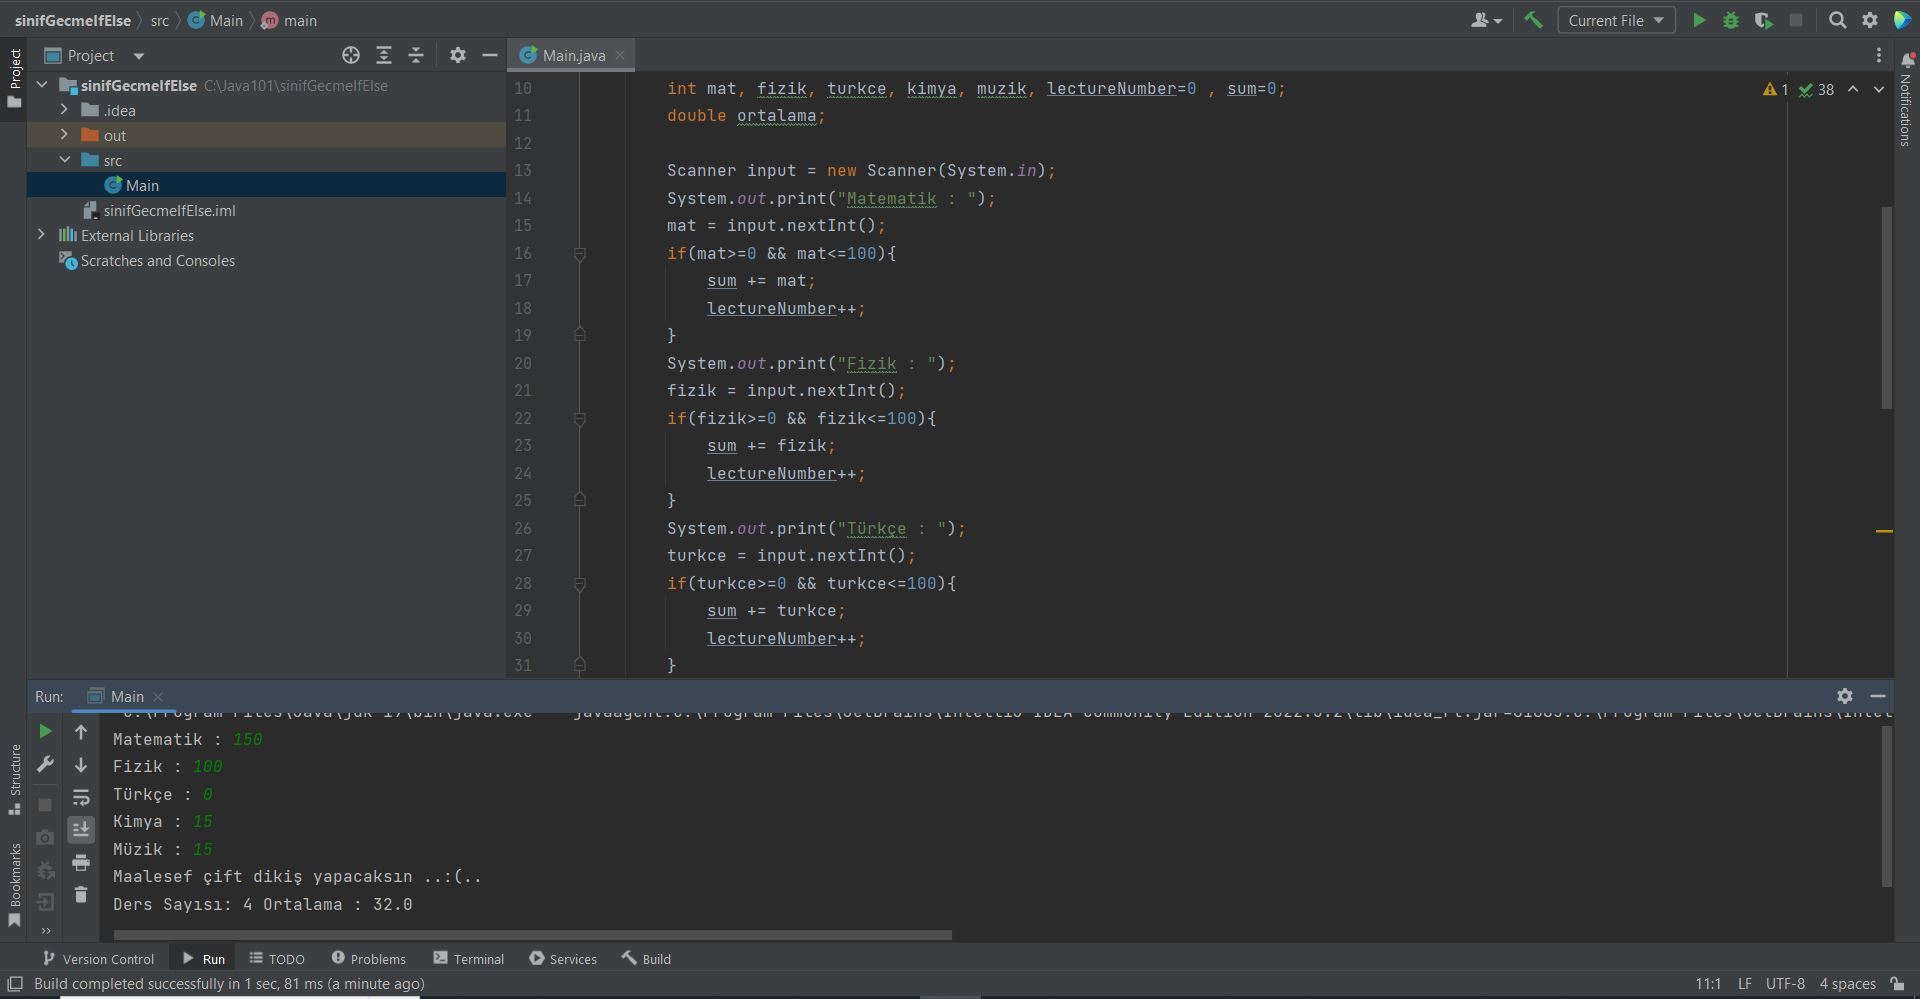 sinifGecmeIfElse src Main main
Current File
Project
Project
Main.java
Notifications
sinifGecmeIfElse C:\Java101\sinifGecmeIfElse
.idea
out
src
Main
sinifGecmeIfElse.iml
External Libraries
Scratches and Consoles
1 38
10 int mat, fizik, turkce, kimya, muzik, lectureNumber=0 , sum=0;
11 double ortalama;
12
13 Scanner input = new Scanner(System.in);
14 System.out.print("Matematik : ");
15 mat = input.nextInt();
16 if(mat>=0 && mat<=100){
17 sum += mat;
18 lectureNumber++;
19 }
20 System.out.print("Fizik : ");
21 fizik = input.nextInt();
22 if(fizik>=0 && fizik<=100){
23 sum += fizik;
24 lectureNumber++;
25 }
26 System.out.print("Türkçe : ");
27 turkce = input.nextInt();
28 if(turkce>=0 && turkce<=100){
29 sum += turkce;
30 lectureNumber++;
31 }
Run: Main
Matematik : 150
Fizik : 100
Türkçe : 0
Kimya : 15
Müzik : 15
Maalesef çift dikiş yapacaksın ..:(..
Ders Sayısı: 4 Ortalama : 32.0
Structure
Bookmarks
Version Control Run TODO Problems Terminal Services Build
Build completed successfully in 1 sec, 81 ms (a minute ago)
11:1 LF UTF-8 4 spaces